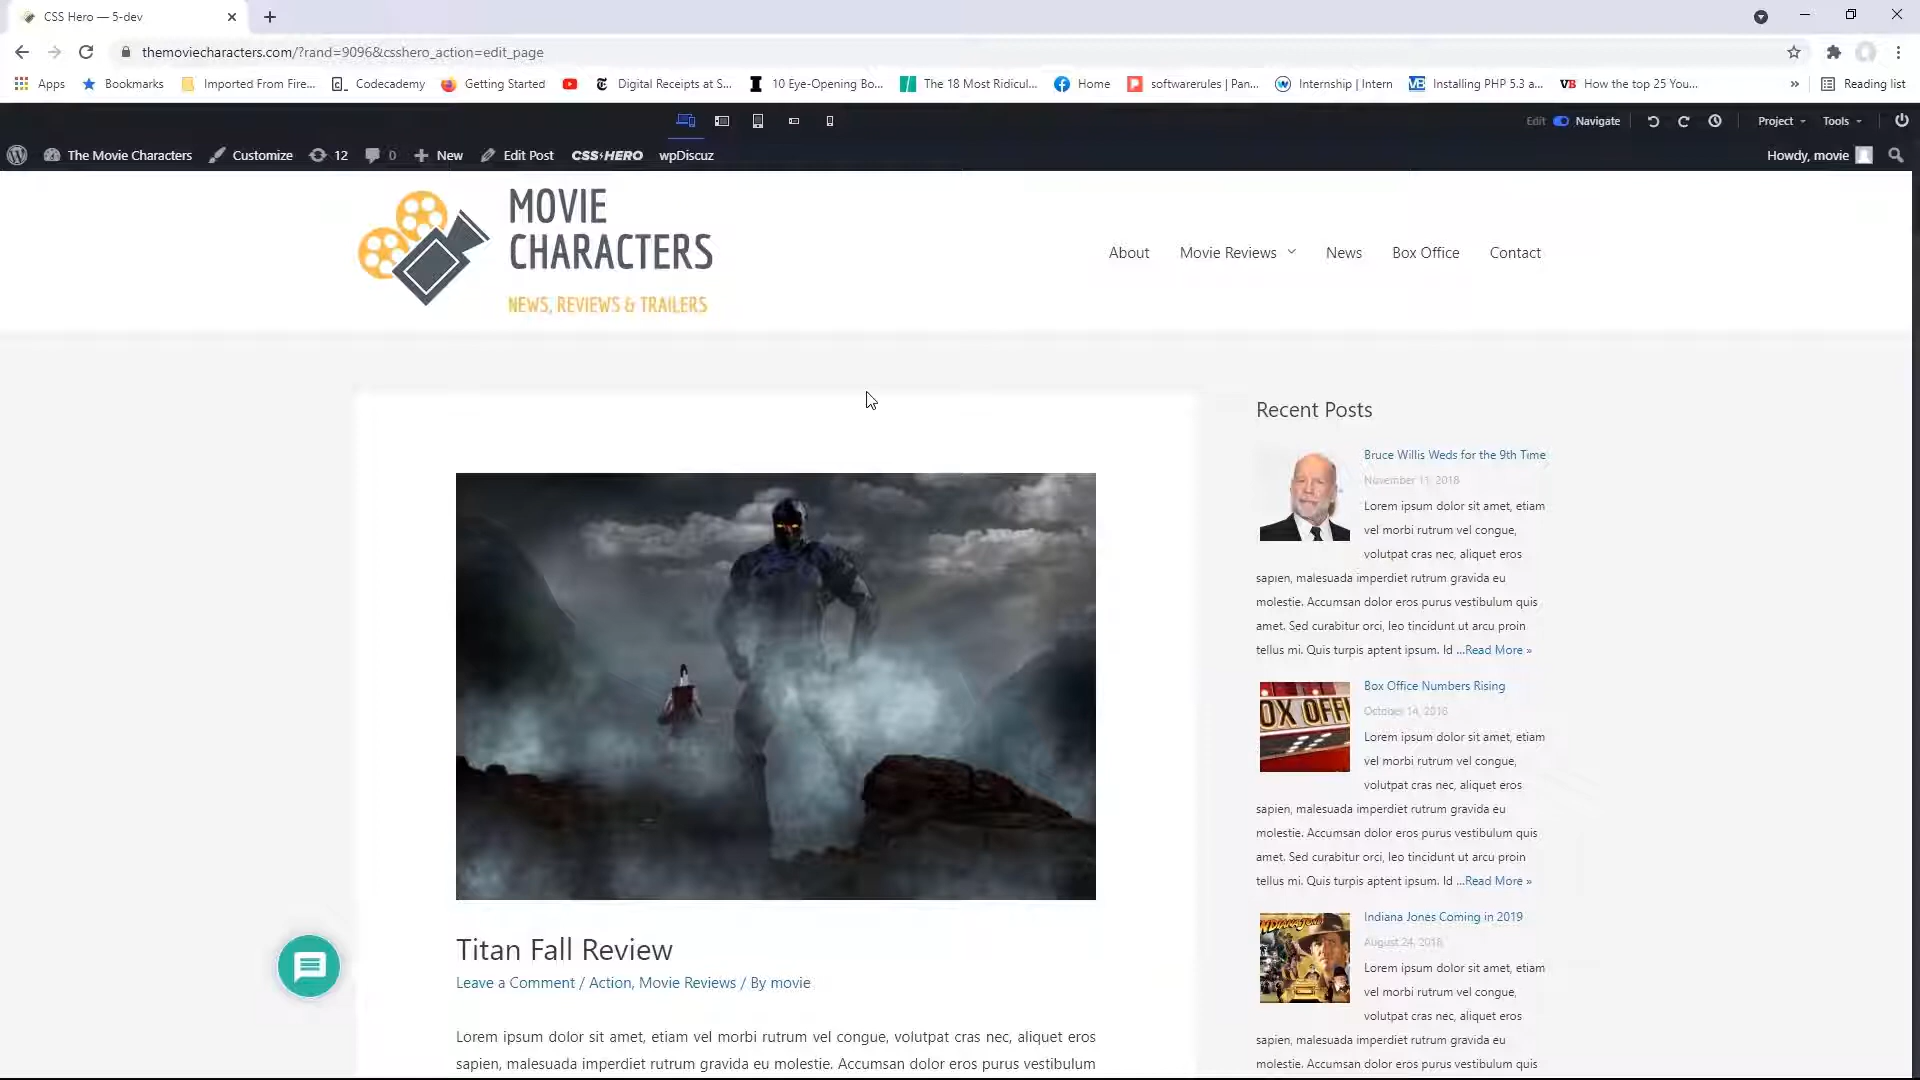 CSS Hero — 5-dev
themoviecharacters.com/?rand=9096&csshero_action=edit_page
Apps Bookmarks Imported From Fire... Codecademy Getting Started Digital Receipts at S... 10 Eye-Opening Bo... The 18 Most Ridicul... Home softwarerules | Pan... Internship | Intern Installing PHP 5.3 a... VB How the top 25 You... » Reading list
Edit Navigate Project Tools
The Movie Characters Customize 12 0 New Edit Post CSS HERO wpDiscuz Howdy, movie
MOVIE
CHARACTERS
NEWS, REVIEWS & TRAILERS
About Movie Reviews News Box Office Contact
Recent Posts
Bruce Willis Weds for the 9th Time
November 11, 2018
Lorem ipsum dolor sit amet, etiam
vel morbi rutrum vel congue,
volutpat cras nec, aliquet eros
sapien, malesuada imperdiet rutrum gravida eu
molestie. Accumsan dolor eros purus vestibulum quis
amet. Sed curabitur orci, leo tincidunt ut arcu proin
tellus mi. Quis turpis aptent ipsum. Id ...Read More »
OX OFFI
Box Office Numbers Rising
October 14, 2018
Lorem ipsum dolor sit amet, etiam
vel morbi rutrum vel congue,
volutpat cras nec, aliquet eros
sapien, malesuada imperdiet rutrum gravida eu
molestie. Accumsan dolor eros purus vestibulum quis
amet. Sed curabitur orci, leo tincidunt ut arcu proin
tellus mi. Quis turpis aptent ipsum. Id ...Read More »
Indiana Jones Coming in 2019
August 24, 2018
Lorem ipsum dolor sit amet, etiam
vel morbi rutrum vel congue,
volutpat cras nec, aliquet eros
sapien, malesuada imperdiet rutrum gravida eu
molestie. Accumsan dolor eros purus vestibulum quis
Titan Fall Review
Leave a Comment / Action, Movie Reviews / By movie
Lorem ipsum dolor sit amet, etiam vel morbi rutrum vel congue, volutpat cras nec, aliquet eros
sapien, malesuada imperdiet rutrum gravida eu molestie. Accumsan dolor eros purus vestibulum